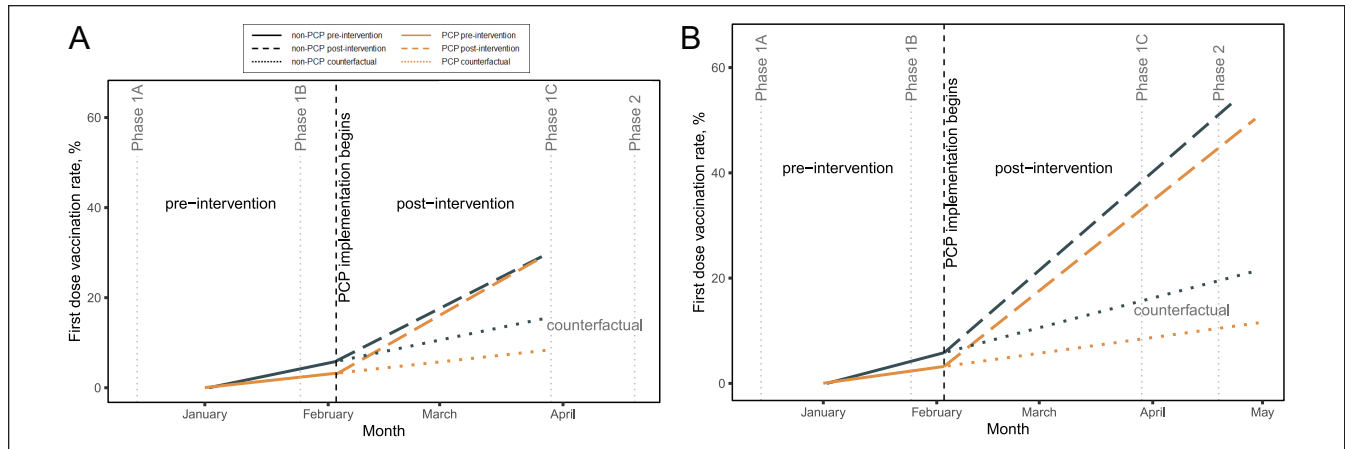 A
non-PCP pre-intervention
PCP pre-intervention
non-PCP post-intervention
PCP post-intervention
non-PCP counterfactual
PCP counterfactual
First dose vaccination rate, %
60
40
20
0
Phase 1A
Phase 1B
PCP implementation begins
Phase 1C
Phase 2
pre-intervention
post-intervention
counterfactual
January
February
March
April
Month
B
First dose vaccination rate, %
60
40
20
0
Phase 1A
Phase 1B
PCP implementation begins
Phase 1C
Phase 2
pre-intervention
post-intervention
counterfactual
January
February
March
April
May
Month